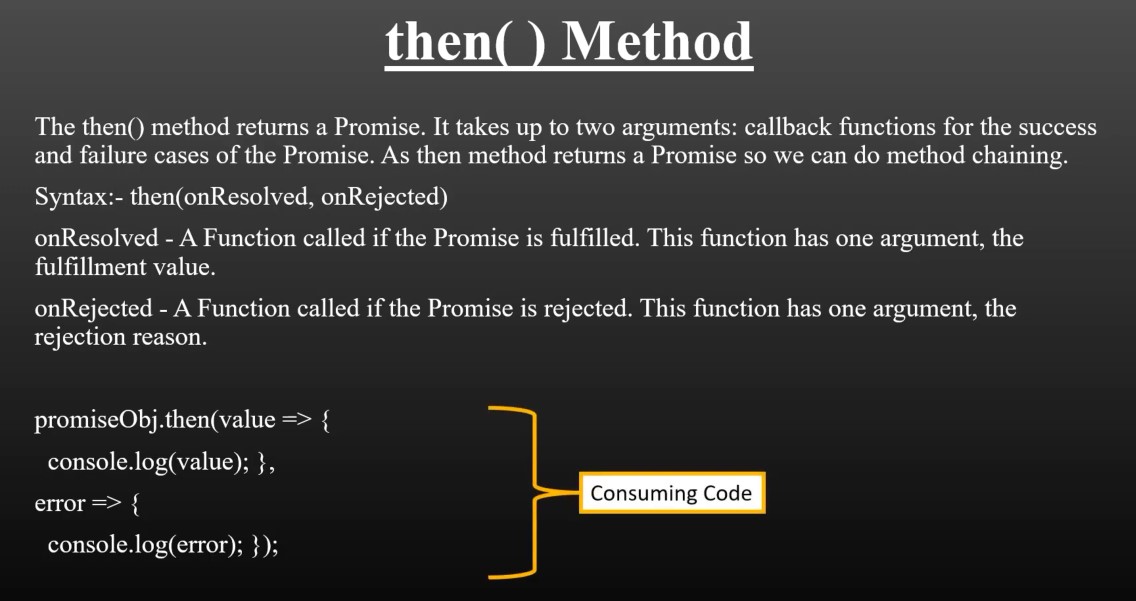 then( ) Method
The then() method returns a Promise. It takes up to two arguments: callback functions for the success
and failure cases of the Promise. As then method returns a Promise so we can do method chaining.
Syntax:- then(onResolved, onRejected)
onResolved - A Function called if the Promise is fulfilled. This function has one argument, the
fulfillment value.
onRejected - A Function called if the Promise is rejected. This function has one argument, the
rejection reason.
promiseObj.then(value => {
console.log(value); },
error => {
console.log(error); });
Consuming Code